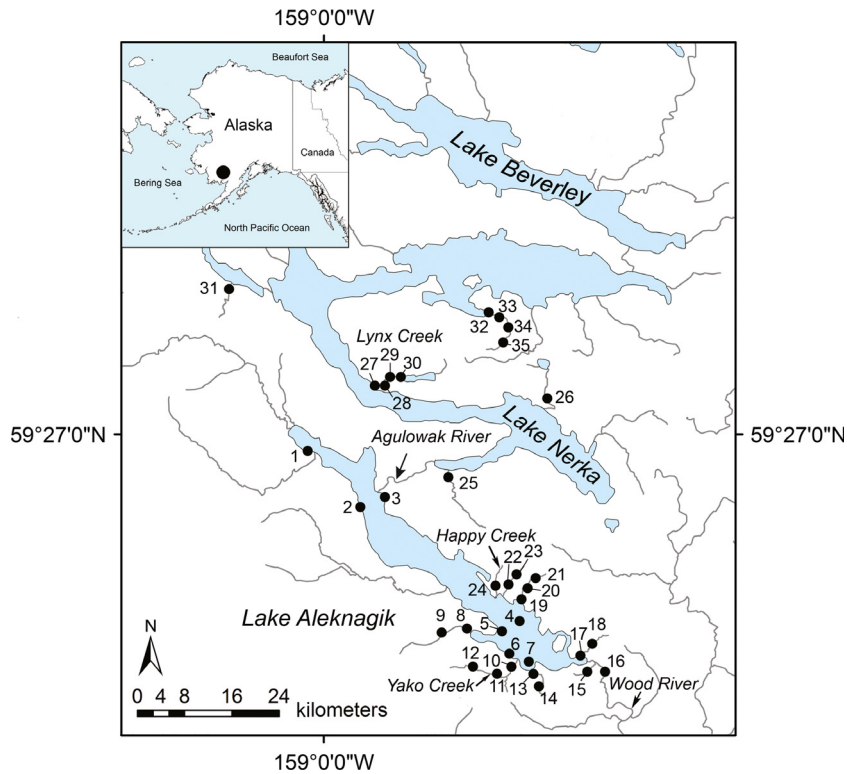 159°0'0"W
Beaufort Sea
Alaska
Canada
Bering Sea
North Pacific Ocean
Lake Beverley
31
33
32
34
35
Lynx Creek
29
30
27
28
26
59°27'0"N
59°27'0"N
Lake Nerka
Agulowak River
1
25
3
2
Happy Creek
23
22
21
24
20
19
Lake Aleknagik
4
5
9
8
18
17
6
7
12
10
16
15
11
13
14
Yako Creek
Wood River
N
0 4 8 16 24
kilometers
159°0'0"W